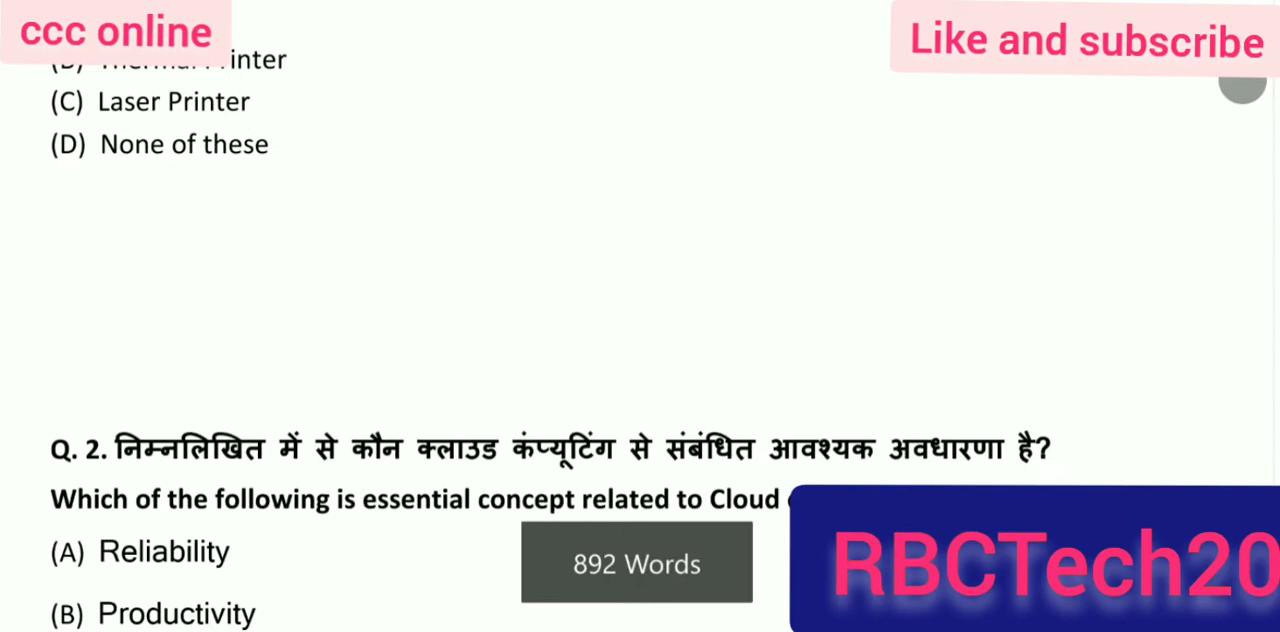 ccc online
Like and subscribe
inter
(C) Laser Printer
(D) None of these
Q. 2. निम्नलिखित में से कौन क्लाउड कंप्यूटिंग से संबंधित आवश्यक अवधारणा है?
Which of the following is essential concept related to Cloud
(A) Reliability
892 Words
RBCTech20
(B) Productivity